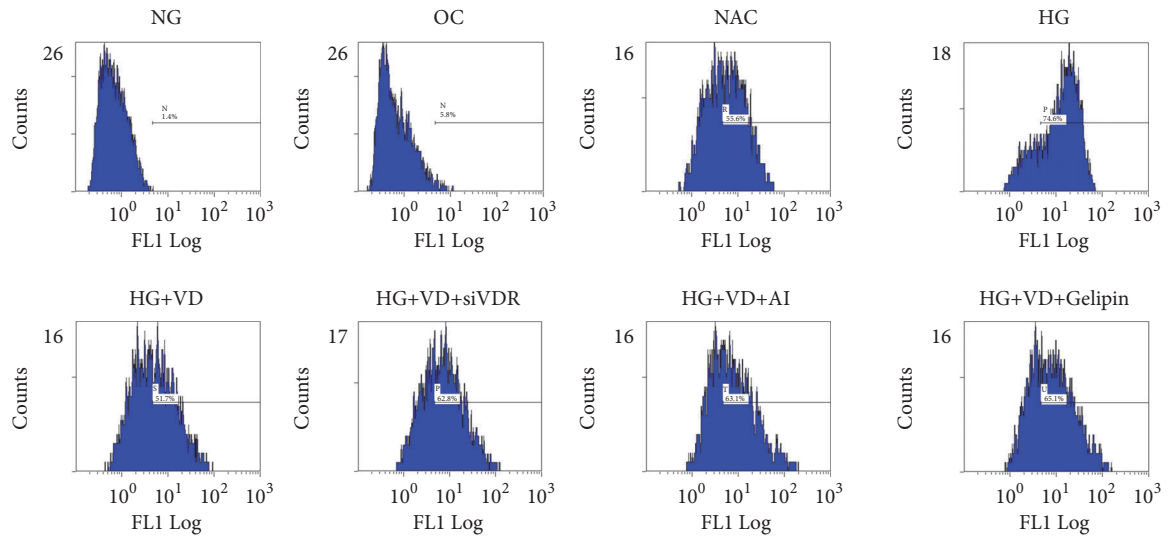 NG
26
Counts
N
1.4%
10^0 10^1 10^2 10^3
FL1 Log
OC
26
Counts
N
5.8%
10^0 10^1 10^2 10^3
FL1 Log
NAC
16
Counts
R
55.6%
10^0 10^1 10^2 10^3
FL1 Log
HG
18
Counts
P
74.6%
10^0 10^1 10^2 10^3
FL1 Log
HG+VD
16
Counts
S
51.7%
10^0 10^1 10^2 10^3
FL1 Log
HG+VD+siVDR
17
Counts
P
62.8%
10^0 10^1 10^2 10^3
FL1 Log
HG+VD+AI
16
Counts
T
63.1%
10^0 10^1 10^2 10^3
FL1 Log
HG+VD+Gelipin
16
Counts
U
65.1%
10^0 10^1 10^2 10^3
FL1 Log